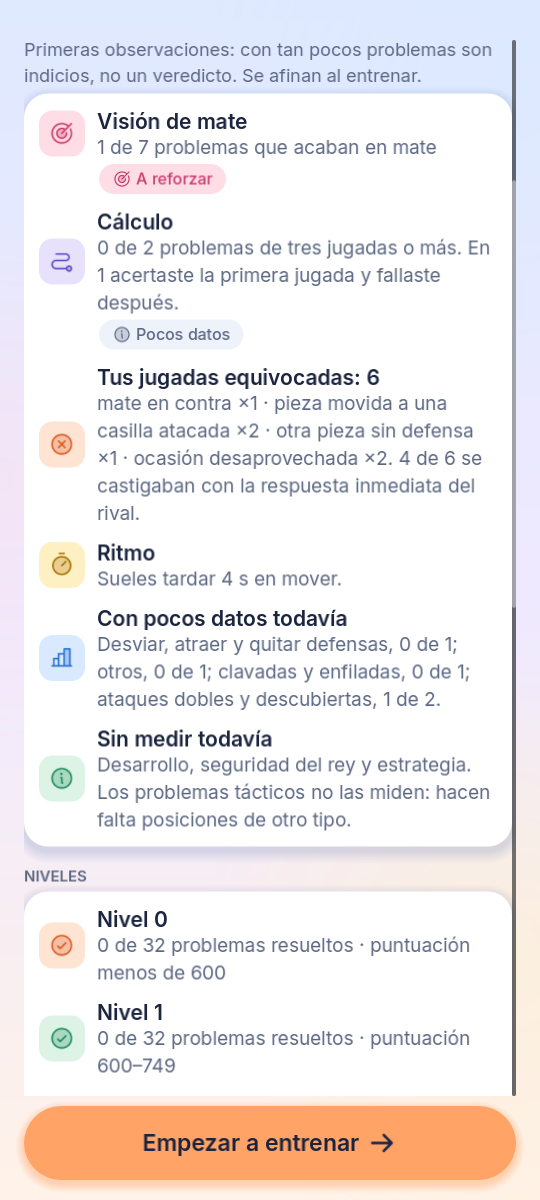 Primeras observaciones: con tan pocos problemas son
indicios, no un veredicto. Se afinan al entrenar.
Visión de mate
1 de 7 problemas que acaban en mate
A reforzar
Cálculo
0 de 2 problemas de tres jugadas o más. En
1 acertaste la primera jugada y fallaste
después.
Pocos datos
Tus jugadas equivocadas: 6
mate en contra ×1 · pieza movida a una
casilla atacada ×2 · otra pieza sin defensa
×1 · ocasión desaprovechada ×2. 4 de 6 se
castigaban con la respuesta inmediata del
rival.
Ritmo
Sueles tardar 4 s en mover.
Con pocos datos todavía
Desviar, atraer y quitar defensas, 0 de 1;
otros, 0 de 1; clavadas y enfiladas, 0 de 1;
ataques dobles y descubiertas, 1 de 2.
Sin medir todavía
Desarrollo, seguridad del rey y estrategia.
Los problemas tácticos no las miden: hacen
falta posiciones de otro tipo.
NIVELES
Nivel 0
0 de 32 problemas resueltos · puntuación
menos de 600
Nivel 1
0 de 32 problemas resueltos · puntuación
600–749
Empezar a entrenar →